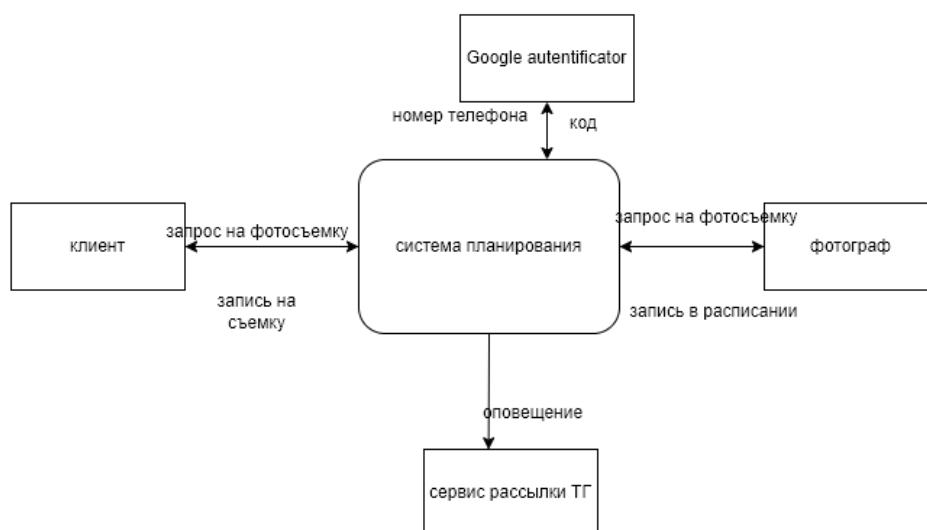 Google autentificator
номер телефона
код
клиент
запрос на фотосъемку
система планирования
запрос на фотосъемку
фотограф
запись на
съемку
запись в расписании
оповещение
сервис рассылки ТГ